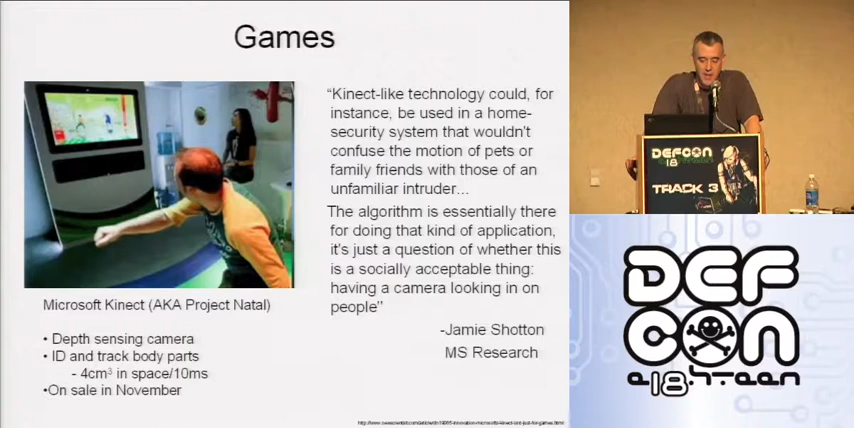 Games
“Kinect-like technology could, for
instance, be used in a home-
security system that wouldn't
confuse the motion of pets or
family friends with those of an
unfamiliar intruder...
The algorithm is essentially there
for doing that kind of application,
it's just a question of whether this
is a socially acceptable thing:
having a camera looking in on
people”
-Jamie Shotton
MS Research
Microsoft Kinect (AKA Project Natal)
• Depth sensing camera
• ID and track body parts
- 4cm³ in space/10ms
•On sale in November
DEFCON
18
TRACK 3
DEF
CON
e18h.teen